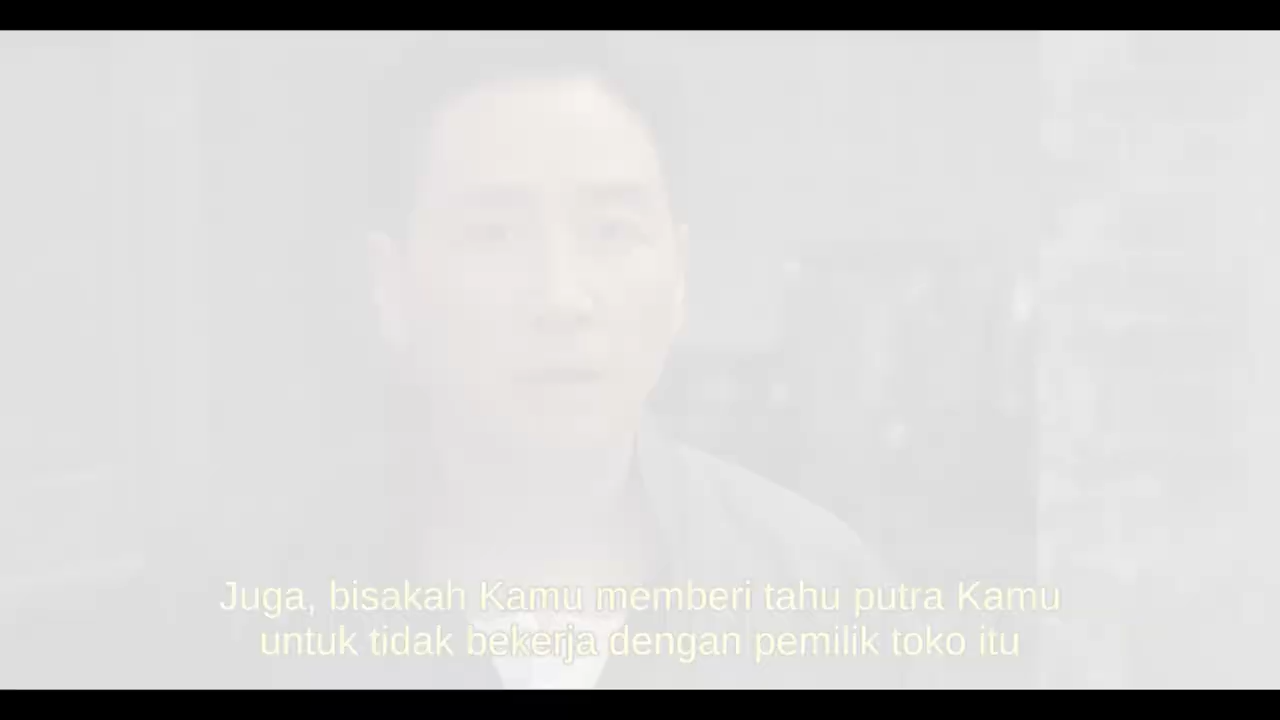 Juga, bisakah Kamu memberi tahu putra Kamu
untuk tidak bekerja dengan pemilik toko itu